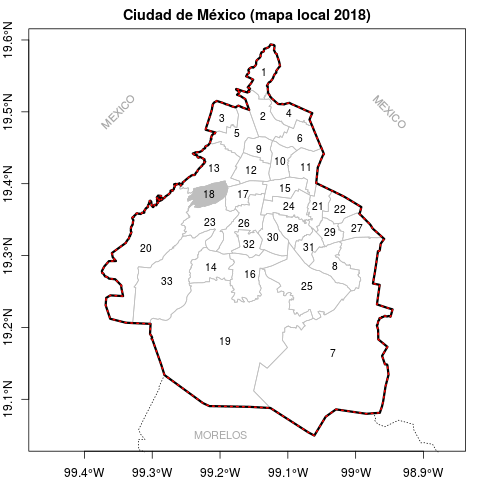 Ciudad de México (mapa local 2018)
19.6°N
19.5°N
19.4°N
19.3°N
19.2°N
19.1°N
MEXICO
MEXICO
1
2
3
4
5
6
9
10
11
12
13
15
17
18
16
14
19
20
21
22
23
24
25
26
27
28
29
30
31
32
33
7
8
MORELOS
99.4°W
99.3°W
99.2°W
99.1°W
99°W
98.9°W